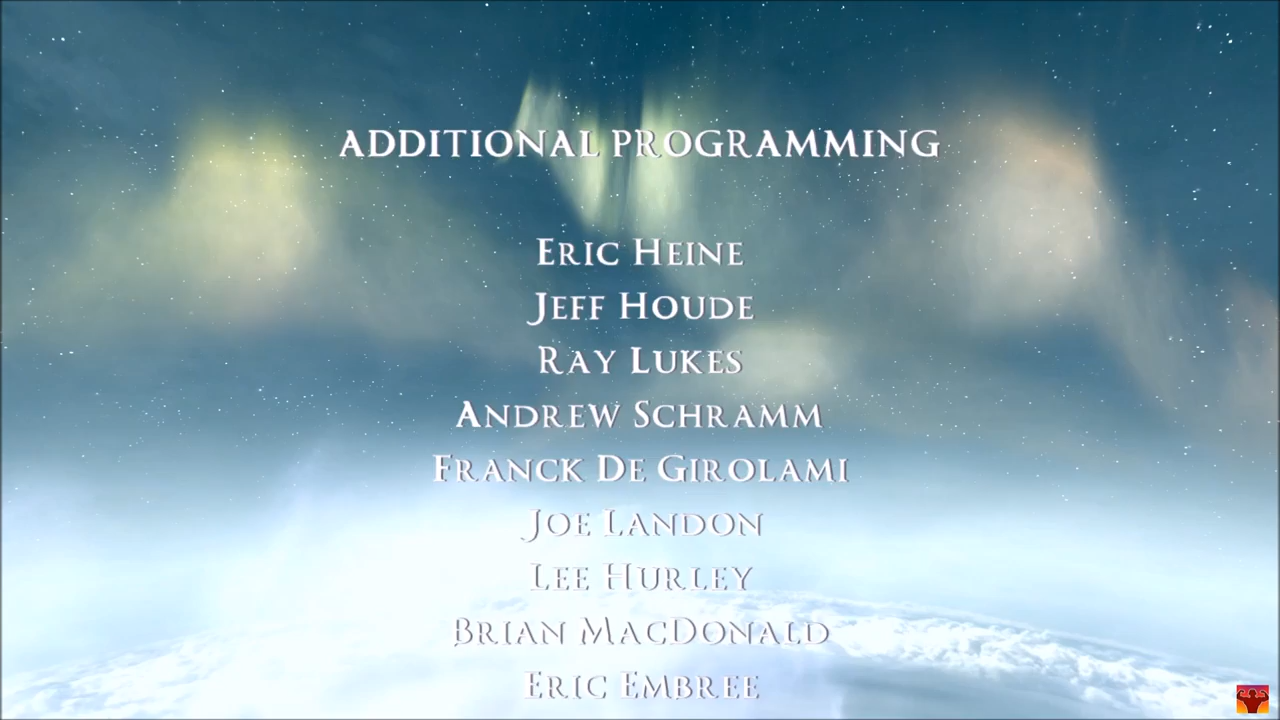 ADDITIONAL PROGRAMMING
ERIC HEINE
JEFF HOUDE
RAY LUKES
ANDREW SCHRAMM
FRANCK DE GIROLAMI
JOE LANDON
LEE HURLEY
BRIAN MACDONALD
ERIC EMBREE